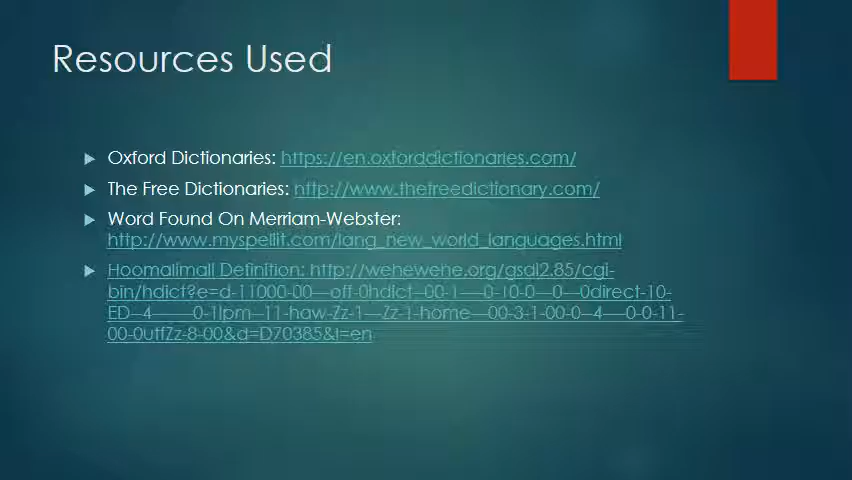 Resources Used
Oxford Dictionaries: https://en.oxforddictionaries.com/
The Free Dictionaries: http://www.thefreedictionary.com/
Word Found On Merriam-Webster:
http://www.myspellit.com/lang_new_world_languages.html
Hoomalimali Definition: http://wehewehe.org/gsdl2.85/cgi-
bin/hdict?e=d-11000-00---off-0hdict--00-1----0-10-0---0---0direct-10-
ED--4-------0-1lpm--11-haw-Zz-1---Zz-1-home---00-3-1-00-0--4----0-0-11-
00-0utfZz-8-00&d=D70385&l=en